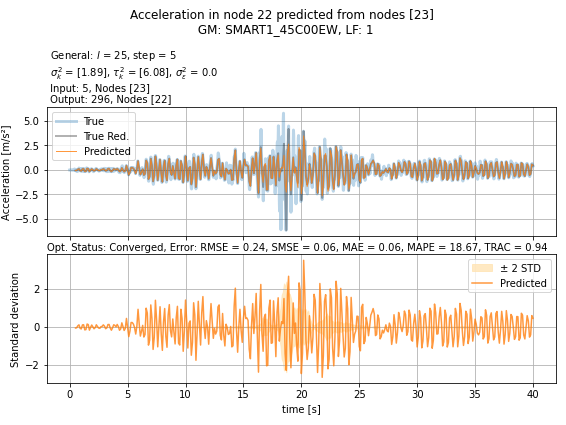 Acceleration in node 22 predicted from nodes [23]
GM: SMART1_45C00EW, LF: 1
General: l = 25, step = 5
σ²ₖ = [1.89], τ²ₖ = [6.08], σ²ε = 0.0
Input: 5, Nodes [23]
Output: 296, Nodes [22]
Acceleration [m/s²]
5.0
2.5
0.0
−2.5
−5.0
True
True Red.
Predicted
Opt. Status: Converged, Error: RMSE = 0.24, SMSE = 0.06, MAE = 0.06, MAPE = 18.67, TRAC = 0.94
Standard deviation
2
0
−2
± 2 STD
Predicted
0 5 10 15 20 25 30 35 40
time [s]